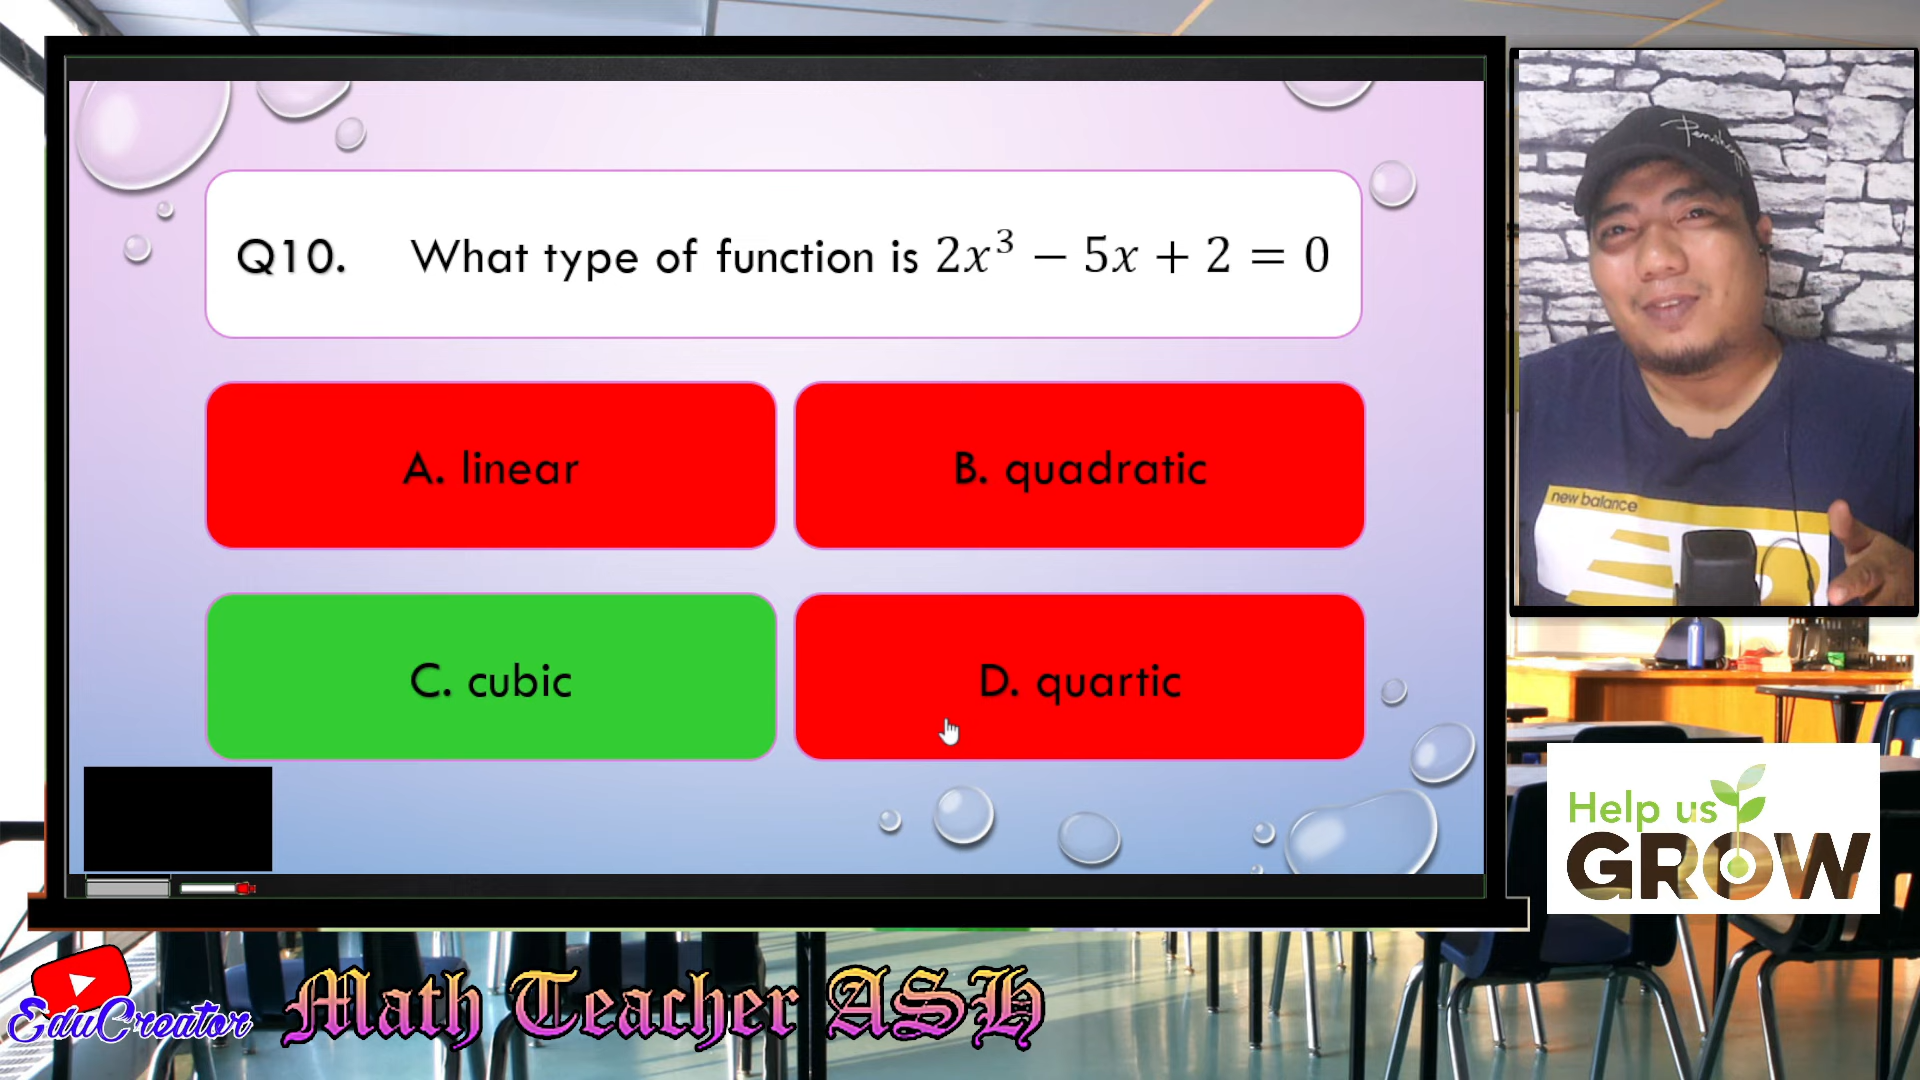 Q10. What type of function is 2x³ − 5x + 2 = 0
A. linear
B. quadratic
C. cubic
D. quartic
new balance
Help us
GROW
EduCreator
Math Teacher ASH